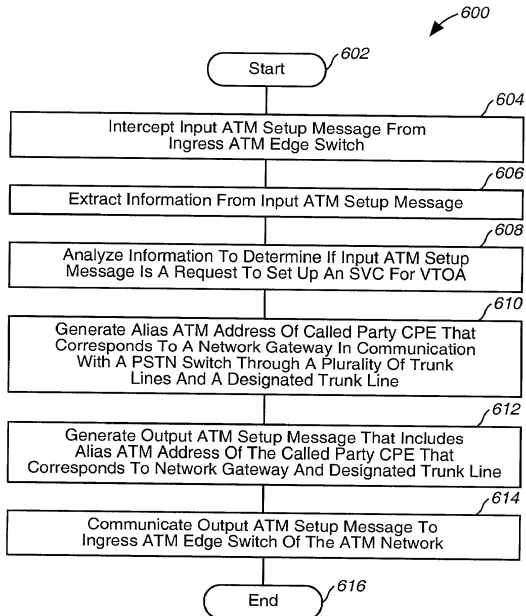 600
602
Start
604
Intercept Input ATM Setup Message From
Ingress ATM Edge Switch
606
Extract Information From Input ATM Setup Message
608
Analyze Information To Determine If Input ATM Setup
Message Is A Request To Set Up An SVC For VTOA
610
Generate Alias ATM Address Of Called Party CPE That
Corresponds To A Network Gateway In Communication
With A PSTN Switch Through A Plurality Of Trunk
Lines And A Designated Trunk Line
612
Generate Output ATM Setup Message That Includes
Alias ATM Address Of The Called Party CPE That
Corresponds To Network Gateway And Designated Trunk Line
614
Communicate Output ATM Setup Message To
Ingress ATM Edge Switch Of The ATM Network
616
End